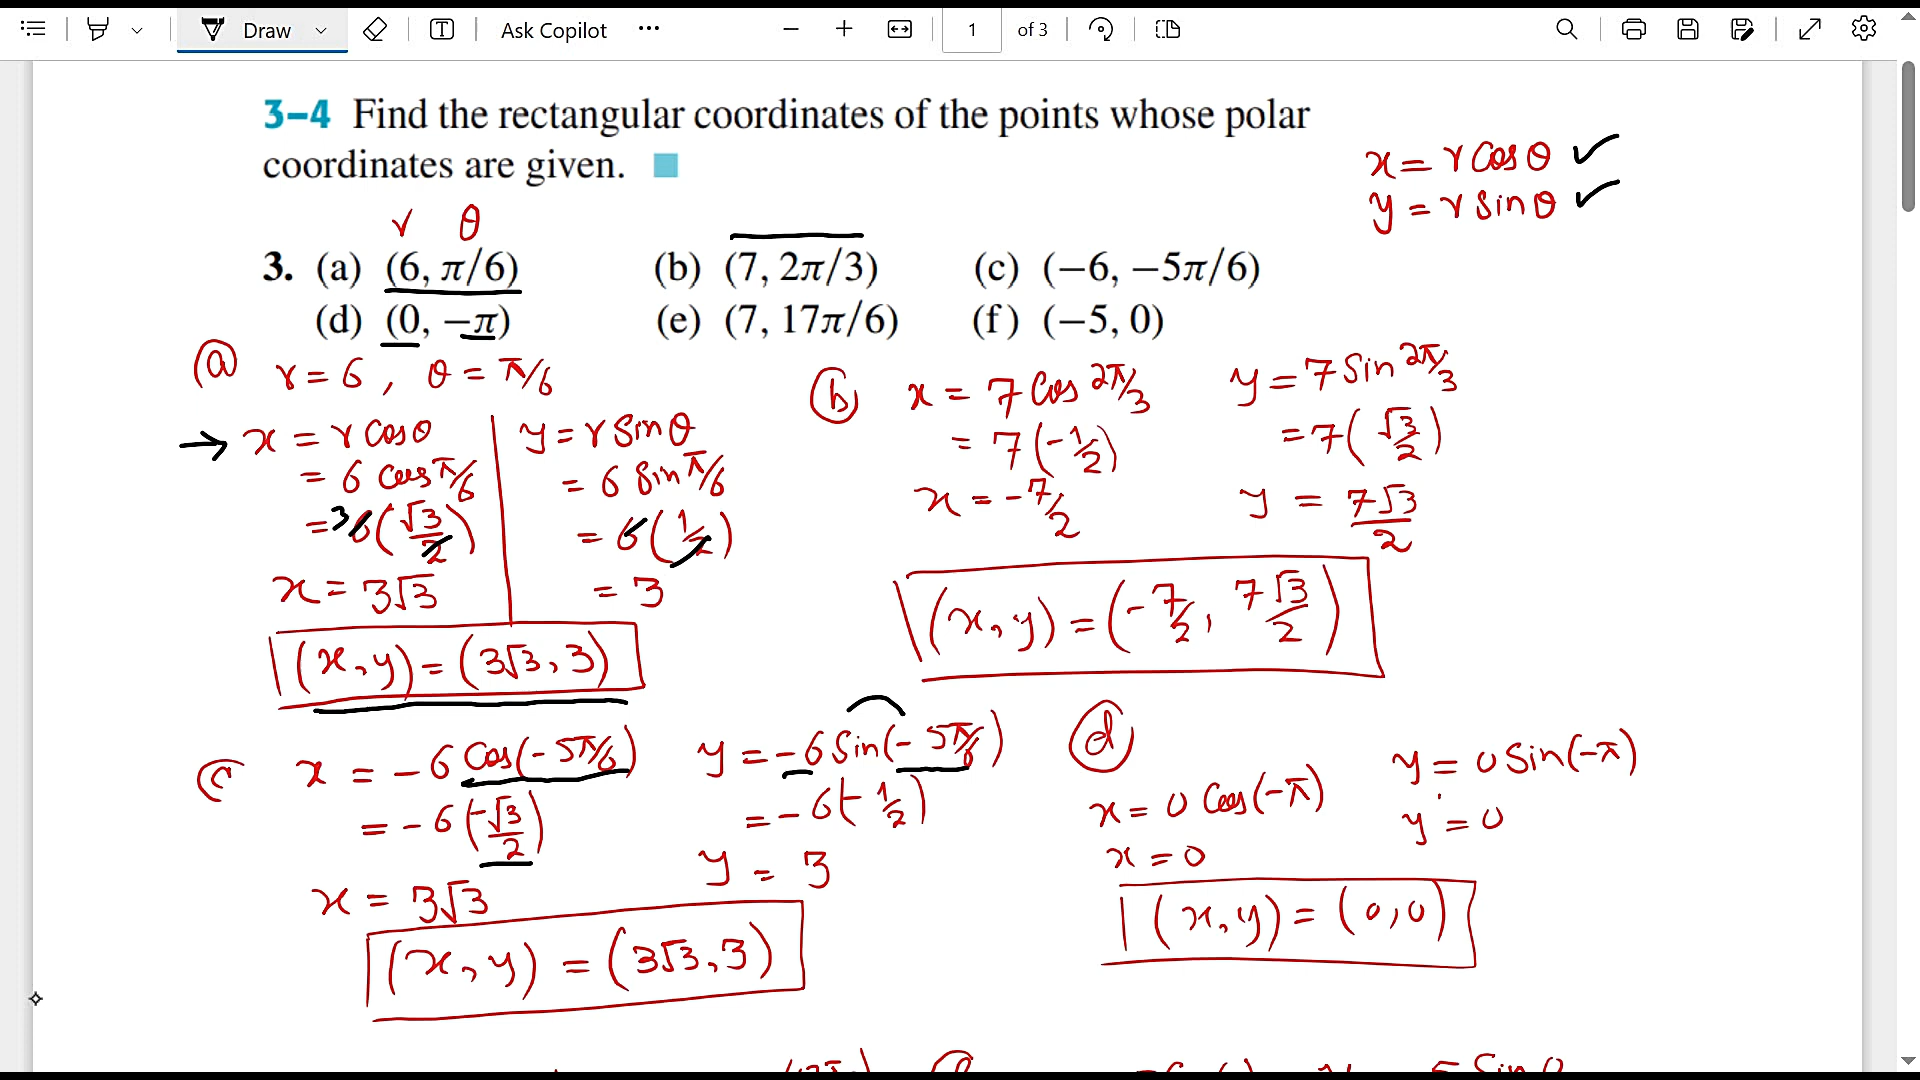 Draw
T
Ask Copilot
1 of 3
3–4 Find the rectangular coordinates of the points whose polar
coordinates are given.
x = r Cos θ ✓
y = r Sin θ ✓
r θ
3. (a) (6, π/6) (b) (7, 2π/3) (c) (−6, −5π/6)
(d) (0, −π) (e) (7, 17π/6) (f) (−5, 0)
(a) r = 6 , θ = π/6
→ x = r Cos θ
= 6 Cos π/6
= 3 6(√3/2)
x = 3√3
y = r Sin θ
= 6 Sin π/6
= 6(1/2)
= 3
(x, y) = (3√3, 3)
(b) x = 7 Cos 2π/3
= 7(-1/2)
x = -7/2
y = 7 Sin 2π/3
= 7(√3/2)
y = 7√3/2
(x, y) = (-7/2, 7√3/2)
(c) x = -6 Cos(-5π/6)
= -6(-√3/2)
x = 3√3
y = -6 Sin(-5π/6)
= -6(-1/2)
y = 3
(x, y) = (3√3, 3)
(d)
x = 0 Cos(-π)
x = 0
y = 0 Sin(-π)
y = 0
(x, y) = (0, 0)